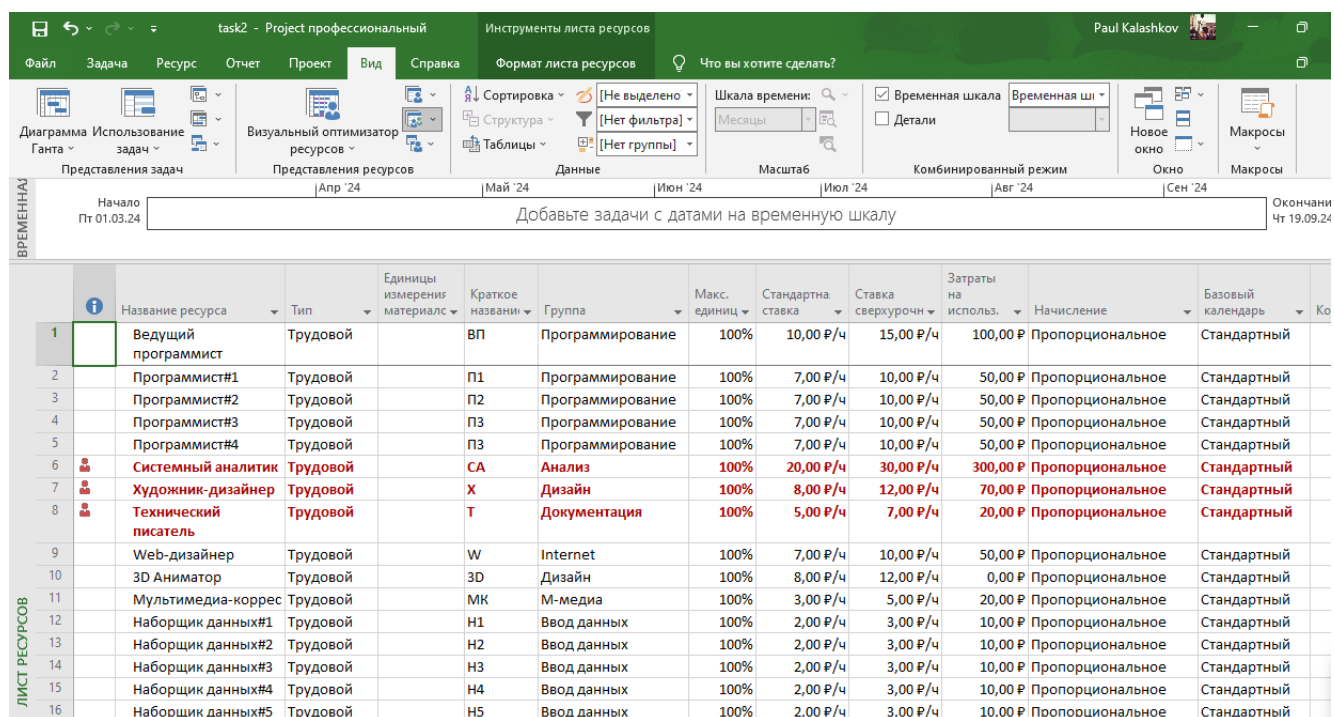 task2 - Project профессиональный Инструменты листа ресурсов Paul Kalashkov
Файл Задача Ресурс Отчет Проект Вид Справка Формат листа ресурсов Что вы хотите сделать?
Диаграмма Ганта Использование задач
Представления задач
Визуальный оптимизатор ресурсов
Представления ресурсов
Сортировка [Не выделено
Структура [Нет фильтра]
Таблицы [Нет группы]
Данные
Шкала времени:
Месяцы
Масштаб
Временная шкала Временная шк
Детали
Комбинированный режим
Новое окно
Окно
Макросы
Макросы
ВРЕМЕННАЯ
Апр '24 Май '24 Июн '24 Июл '24 Авг '24 Сен '24
Начало
Пт 01.03.24
Добавьте задачи с датами на временную шкалу
Окончани
Чт 19.09.24
ЛИСТ РЕСУРСОВ
Название ресурса Тип Единицы измерения материалс Краткое названи Группа Макс. единиц Стандартна ставка Ставка сверхурочн Затраты на использ. Начисление Базовый календарь Ко
1 Ведущий программист Трудовой ВП Программирование 100% 10,00 ₽/ч 15,00 ₽/ч 100,00 ₽ Пропорциональное Стандартный
2 Программист#1 Трудовой П1 Программирование 100% 7,00 ₽/ч 10,00 ₽/ч 50,00 ₽ Пропорциональное Стандартный
3 Программист#2 Трудовой П2 Программирование 100% 7,00 ₽/ч 10,00 ₽/ч 50,00 ₽ Пропорциональное Стандартный
4 Программист#3 Трудовой П3 Программирование 100% 7,00 ₽/ч 10,00 ₽/ч 50,00 ₽ Пропорциональное Стандартный
5 Программист#4 Трудовой П3 Программирование 100% 7,00 ₽/ч 10,00 ₽/ч 50,00 ₽ Пропорциональное Стандартный
6 Системный аналитик Трудовой СА Анализ 100% 20,00 ₽/ч 30,00 ₽/ч 300,00 ₽ Пропорциональное Стандартный
7 Художник-дизайнер Трудовой Х Дизайн 100% 8,00 ₽/ч 12,00 ₽/ч 70,00 ₽ Пропорциональное Стандартный
8 Технический писатель Трудовой Т Документация 100% 5,00 ₽/ч 7,00 ₽/ч 20,00 ₽ Пропорциональное Стандартный
9 Web-дизайнер Трудовой W Internet 100% 7,00 ₽/ч 10,00 ₽/ч 50,00 ₽ Пропорциональное Стандартный
10 3D Аниматор Трудовой 3D Дизайн 100% 8,00 ₽/ч 12,00 ₽/ч 0,00 ₽ Пропорциональное Стандартный
11 Мультимедиа-коррес Трудовой МК М-медиа 100% 3,00 ₽/ч 5,00 ₽/ч 20,00 ₽ Пропорциональное Стандартный
12 Наборщик данных#1 Трудовой Н1 Ввод данных 100% 2,00 ₽/ч 3,00 ₽/ч 10,00 ₽ Пропорциональное Стандартный
13 Наборщик данных#2 Трудовой Н2 Ввод данных 100% 2,00 ₽/ч 3,00 ₽/ч 10,00 ₽ Пропорциональное Стандартный
14 Наборщик данных#3 Трудовой Н3 Ввод данных 100% 2,00 ₽/ч 3,00 ₽/ч 10,00 ₽ Пропорциональное Стандартный
15 Наборщик данных#4 Трудовой Н4 Ввод данных 100% 2,00 ₽/ч 3,00 ₽/ч 10,00 ₽ Пропорциональное Стандартный
16 Наборщик данных#5 Трудовой Н5 Ввод данных 100% 2,00 ₽/ч 3,00 ₽/ч 10,00 ₽ Пропорциональное Стандартный